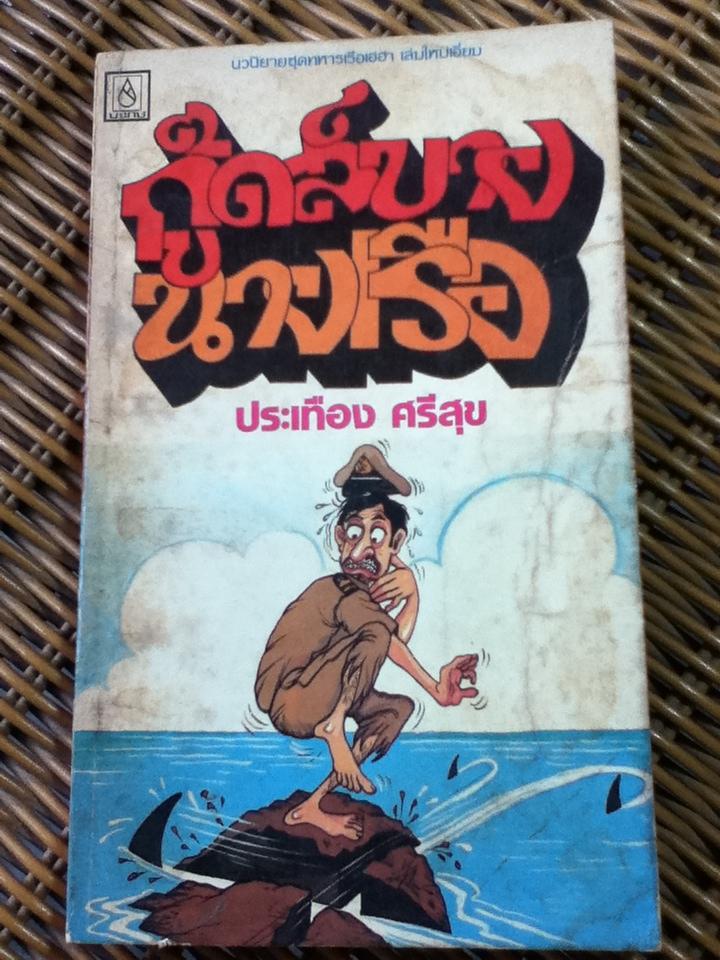 นวนิยายชุดทหารเรือเฮฮา เล่มใหม่เอี่ยม
กู๊ดส์บาย
นางเรือ
ประเทือง ศรีสุข